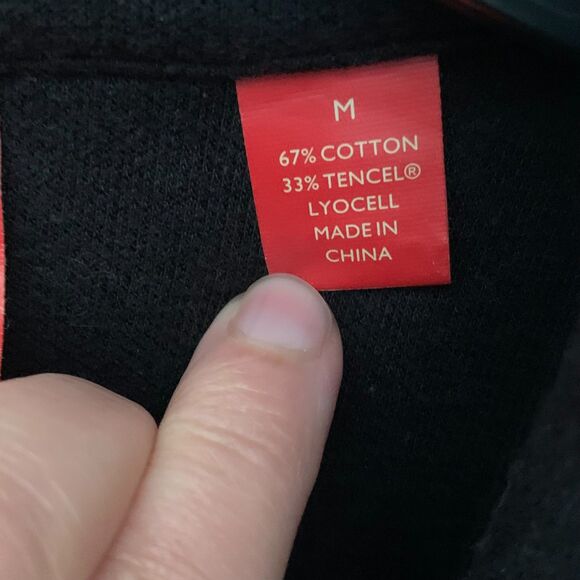 M
67% COTTON
33% TENCEL®
LYOCELL
MADE IN
CHINA